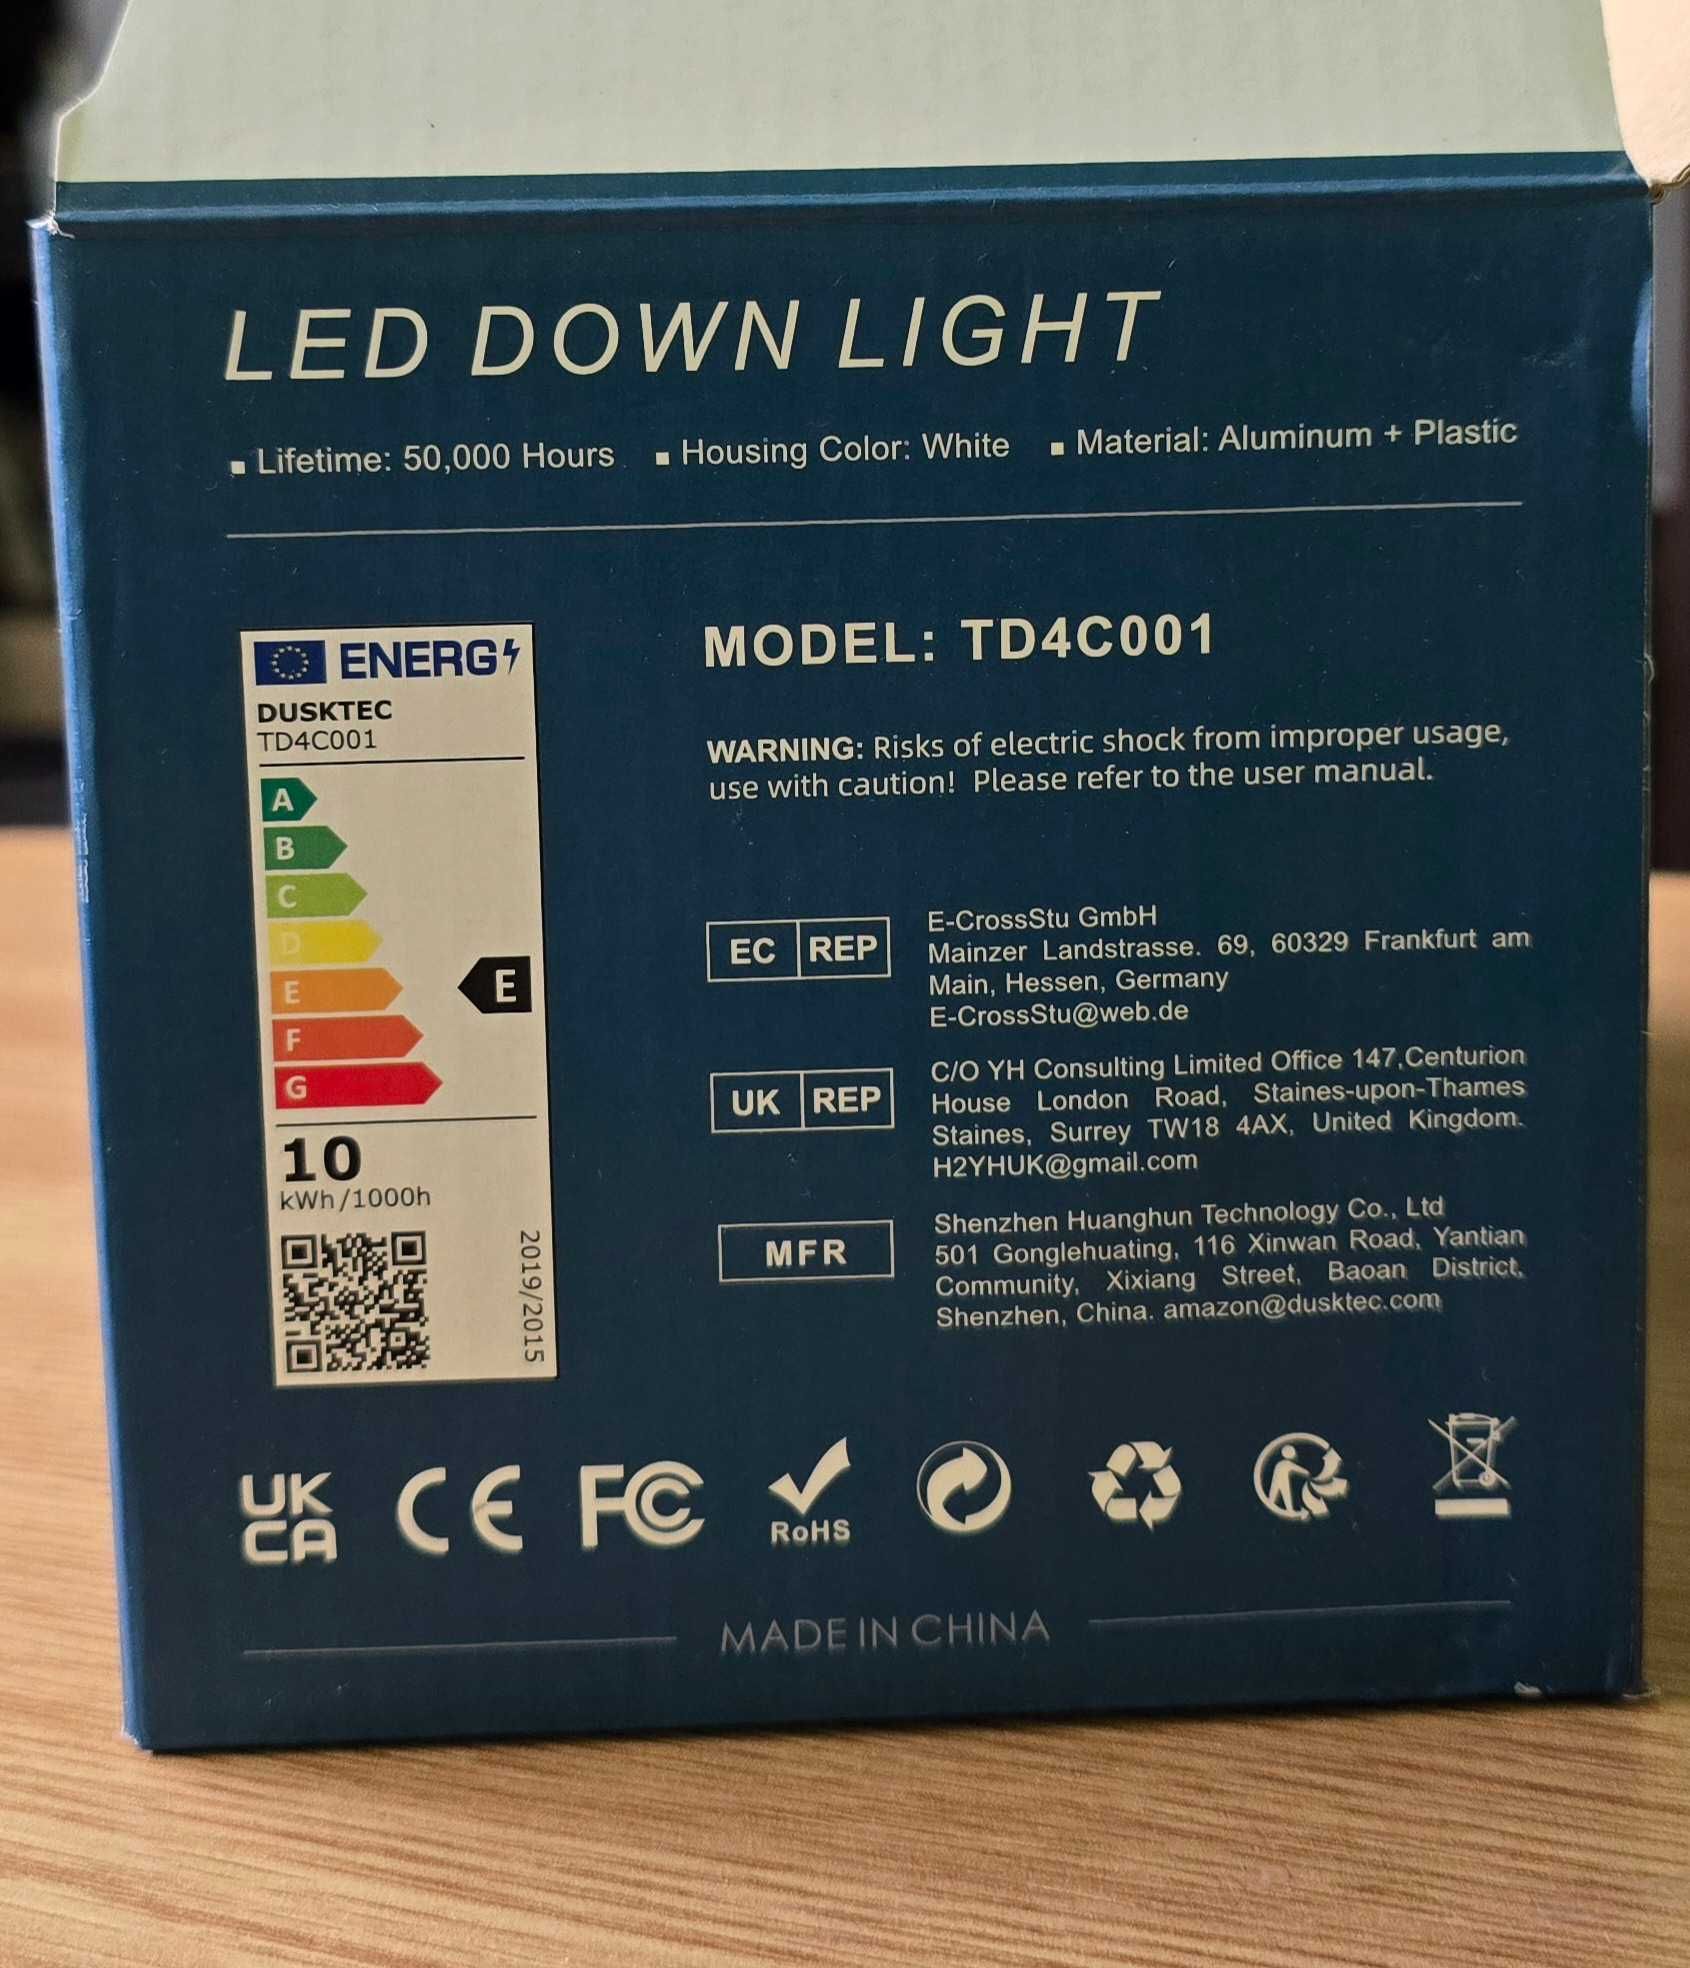 LED DOWN LIGHT
▪ Lifetime: 50,000 Hours ▪ Housing Color: White ▪ Material: Aluminum + Plastic
ENERG
DUSKTEC
TD4C001
A
B
C
D
E
E
F
G
10
kWh/1000h
2019/2015
MODEL: TD4C001
WARNING: Risks of electric shock from improper usage,
use with caution! Please refer to the user manual.
EC REP
E-CrossStu GmbH
Mainzer Landstrasse. 69, 60329 Frankfurt am
Main, Hessen, Germany
E-CrossStu@web.de
UK REP
C/O YH Consulting Limited Office 147,Centurion
House London Road, Staines-upon-Thames
Staines, Surrey TW18 4AX, United Kingdom.
H2YHUK@gmail.com
MFR
Shenzhen Huanghun Technology Co., Ltd
501 Gonglehuating, 116 Xinwan Road, Yantian
Community, Xixiang Street, Baoan District,
Shenzhen, China. amazon@dusktec.com
UK
CA
CE
FC
RoHS
MADE IN CHINA